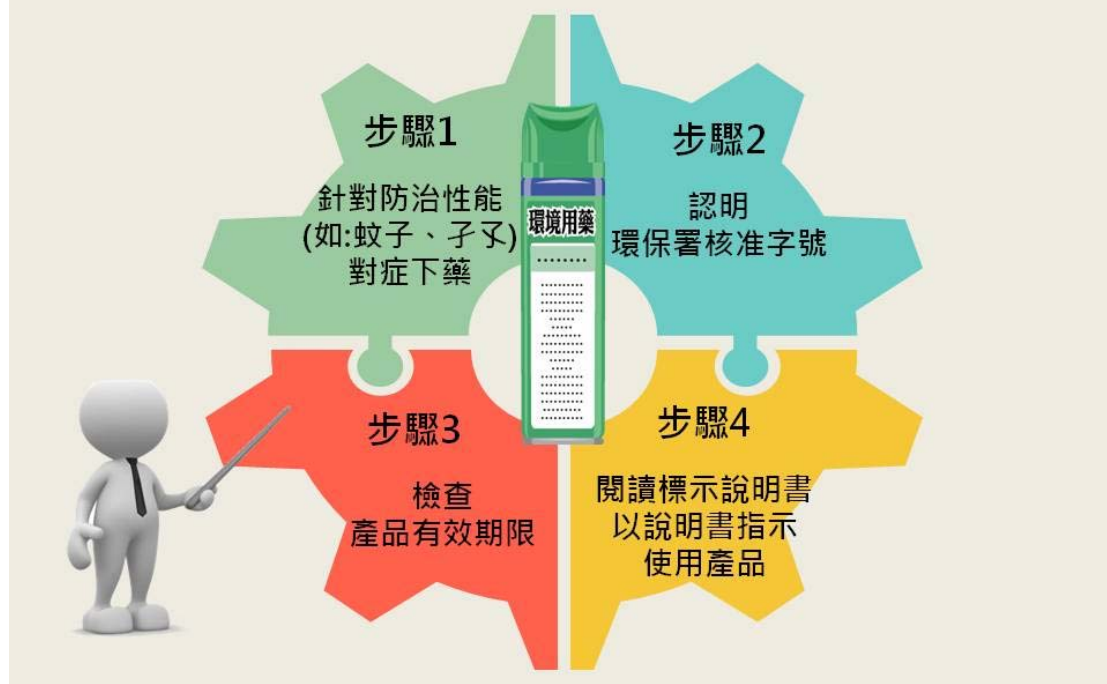 步驟1
針對防治性能
(如:蚊子、孑孓)
對症下藥
環境用藥
步驟2
認明
環保署核准字號
步驟3
檢查
產品有效期限
步驟4
閱讀標示說明書
以說明書指示
使用產品